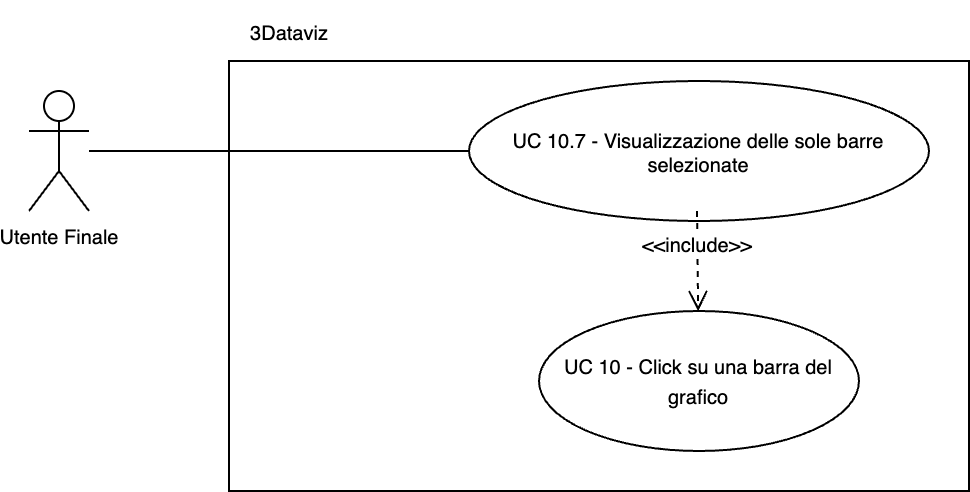 3Dataviz
UC 10.7 - Visualizzazione delle sole barre
selezionate
Utente Finale
<<include>>
UC 10 - Click su una barra del
grafico